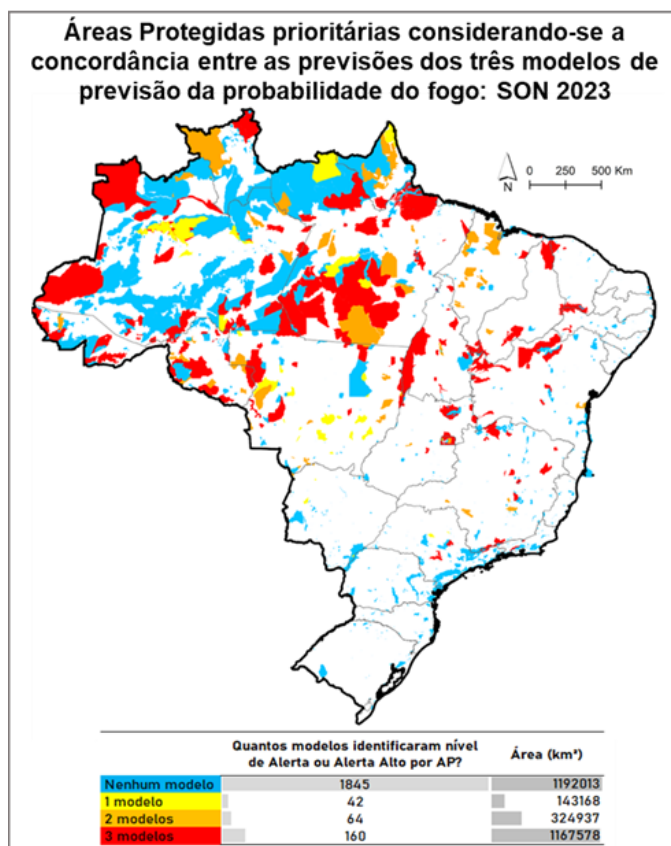 Áreas Protegidas prioritárias considerando-se a
concordância entre as previsões dos três modelos de
previsão da probabilidade do fogo: SON 2023
N
0 250 500 Km
Quantos modelos identificaram nível
de Alerta ou Alerta Alto por AP?
Área (km²)
Nenhum modelo 1845 1192013
1 modelo 42 143168
2 modelos 64 324937
3 modelos 160 1167578